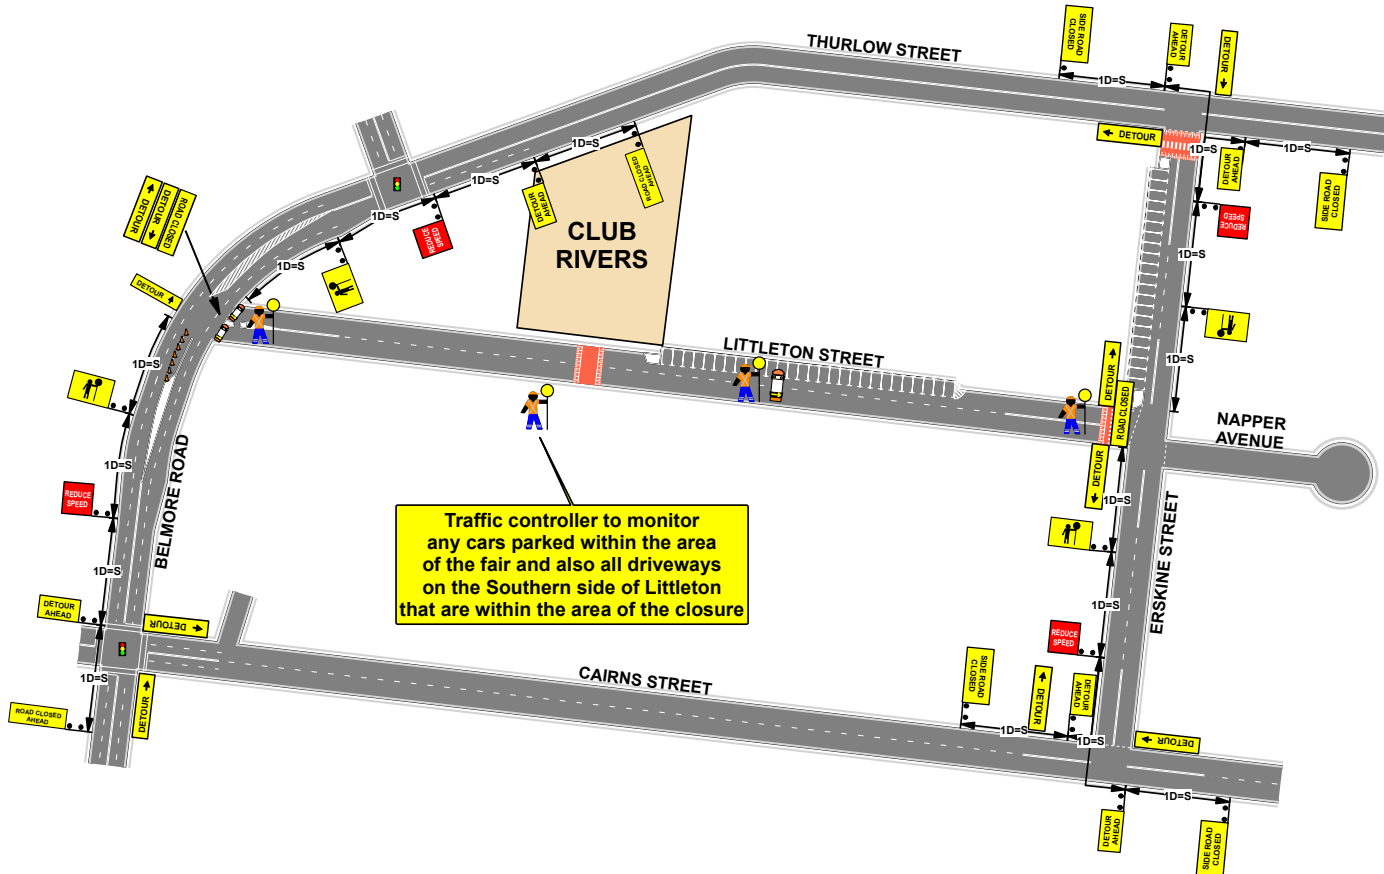 THURLOW STREET
SIDE ROAD
CLOSED
DETOUR
AHEAD
DETOUR
1D=S
DETOUR
1D=S
DETOUR
AHEAD
1D=S
SIDE ROAD
CLOSED
REDUCE
SPEED
1D=S
1D=S
1D=S
ROAD CLOSED
AHEAD
1D=S
DETOUR
AHEAD
1D=S
REDUCE
SPEED
1D=S
CLUB
RIVERS
ROAD CLOSED
DETOUR
DETOUR
DETOUR
LITTLETON STREET
1D=S
1D=S
REDUCE
SPEED
BELMORE ROAD
1D=S
DETOUR
AHEAD
DETOUR
1D=S
ROAD CLOSED
AHEAD
DETOUR
Traffic controller to monitor
any cars parked within the area
of the fair and also all driveways
on the Southern side of Littleton
that are within the area of the closure
DETOUR
ROAD CLOSED
DETOUR
NAPPER
AVENUE
1D=S
ERSKINE STREET
1D=S
REDUCE
SPEED
CAIRNS STREET
SIDE ROAD
CLOSED
DETOUR
DETOUR
AHEAD
1D=S
1D=S
DETOUR
1D=S
DETOUR
AHEAD
SIDE ROAD
CLOSED